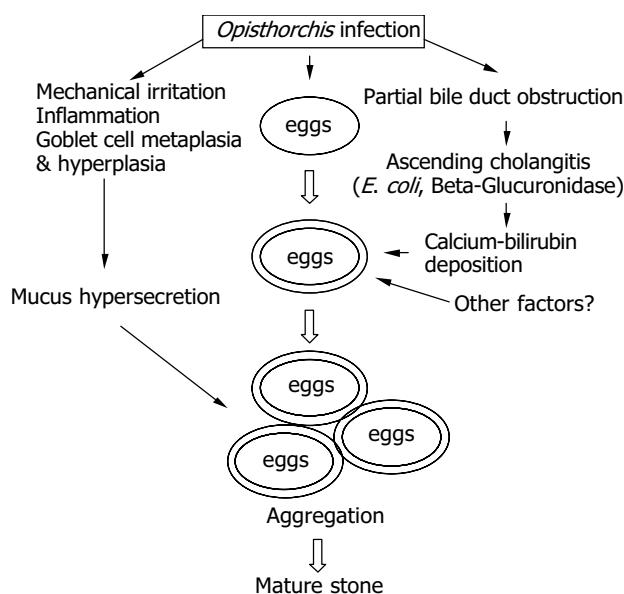 Opisthorchis infection
Mechanical irritation
Inflammation
Goblet cell metaplasia
& hyperplasia
eggs
Partial bile duct obstruction
Ascending cholangitis
(E. coli, Beta-Glucuronidase)
eggs
Calcium-bilirubin
deposition
Mucus hypersecretion
Other factors?
eggs
eggs
eggs
Aggregation
Mature stone